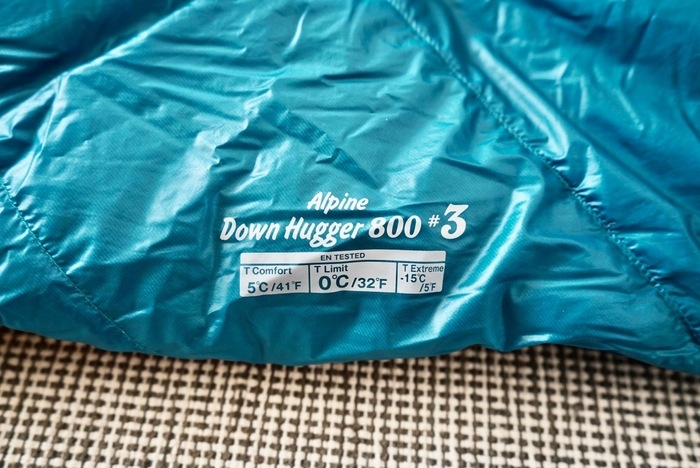 Alpine
Down Hugger 800 #3
EN TESTED
T Comfort T Limit T Extreme
5℃/41℉ 0℃/32℉ -15℃
/5℉